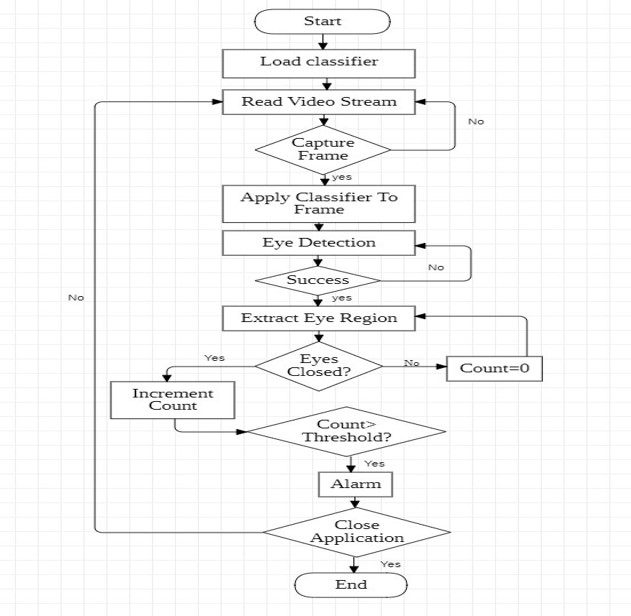 Start
Load classifier
Read Video Stream
No
Capture
Frame
yes
Apply Classifier To
Frame
Eye Detection
No
Success
yes
No
Extract Eye Region
Yes
Eyes
Closed?
No
Count=0
Increment
Count
Count>
Threshold?
Yes
Alarm
Close
Application
Yes
End